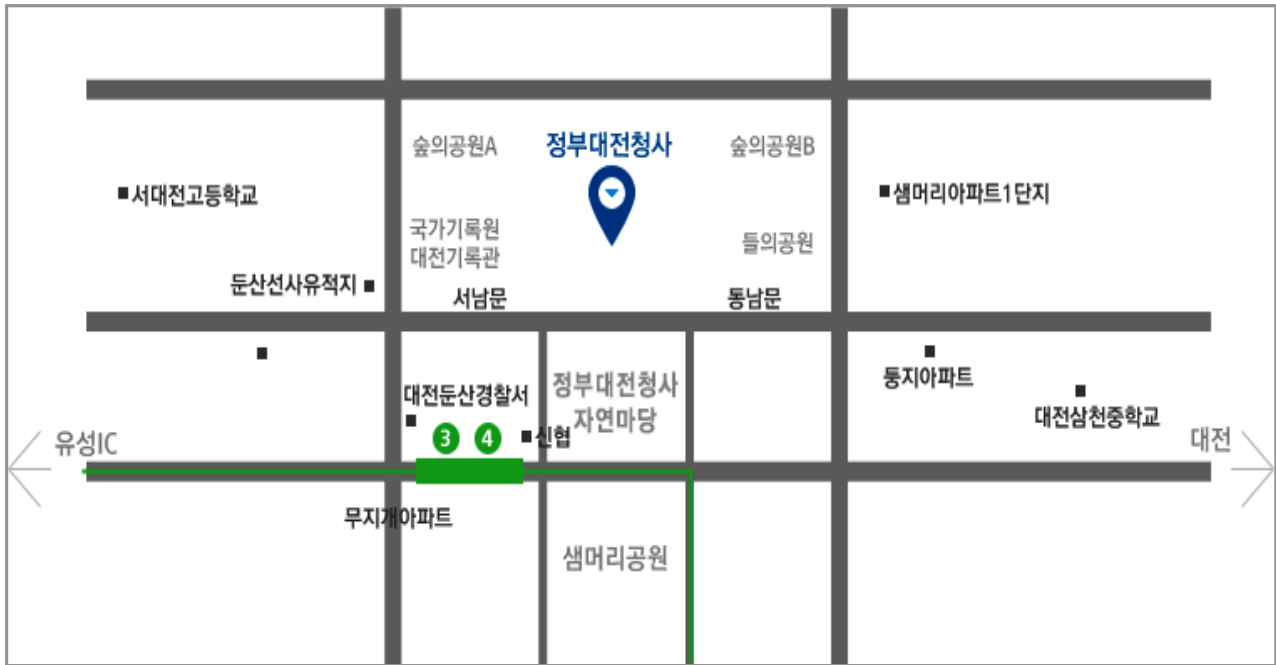 숲의공원A
정부대전청사
숲의공원B
서대전고등학교
샘머리아파트1단지
국가기록원
대전기록관
들의공원
둔산선사유적지
서남문
동남문
대전둔산경찰서
정부대전청사
자연마당
둥지아파트
대전삼천중학교
유성IC
3
4
신협
대전
무지개아파트
샘머리공원